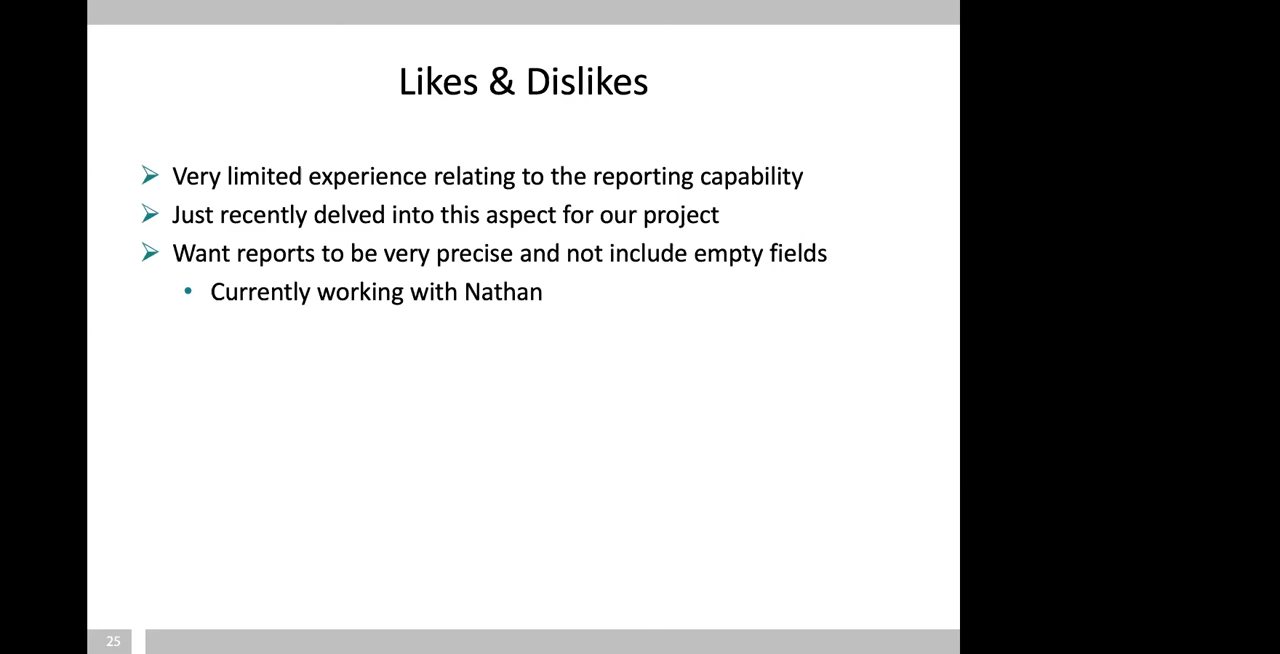 Likes & Dislikes
Very limited experience relating to the reporting capability
Just recently delved into this aspect for our project
Want reports to be very precise and not include empty fields
Currently working with Nathan
25